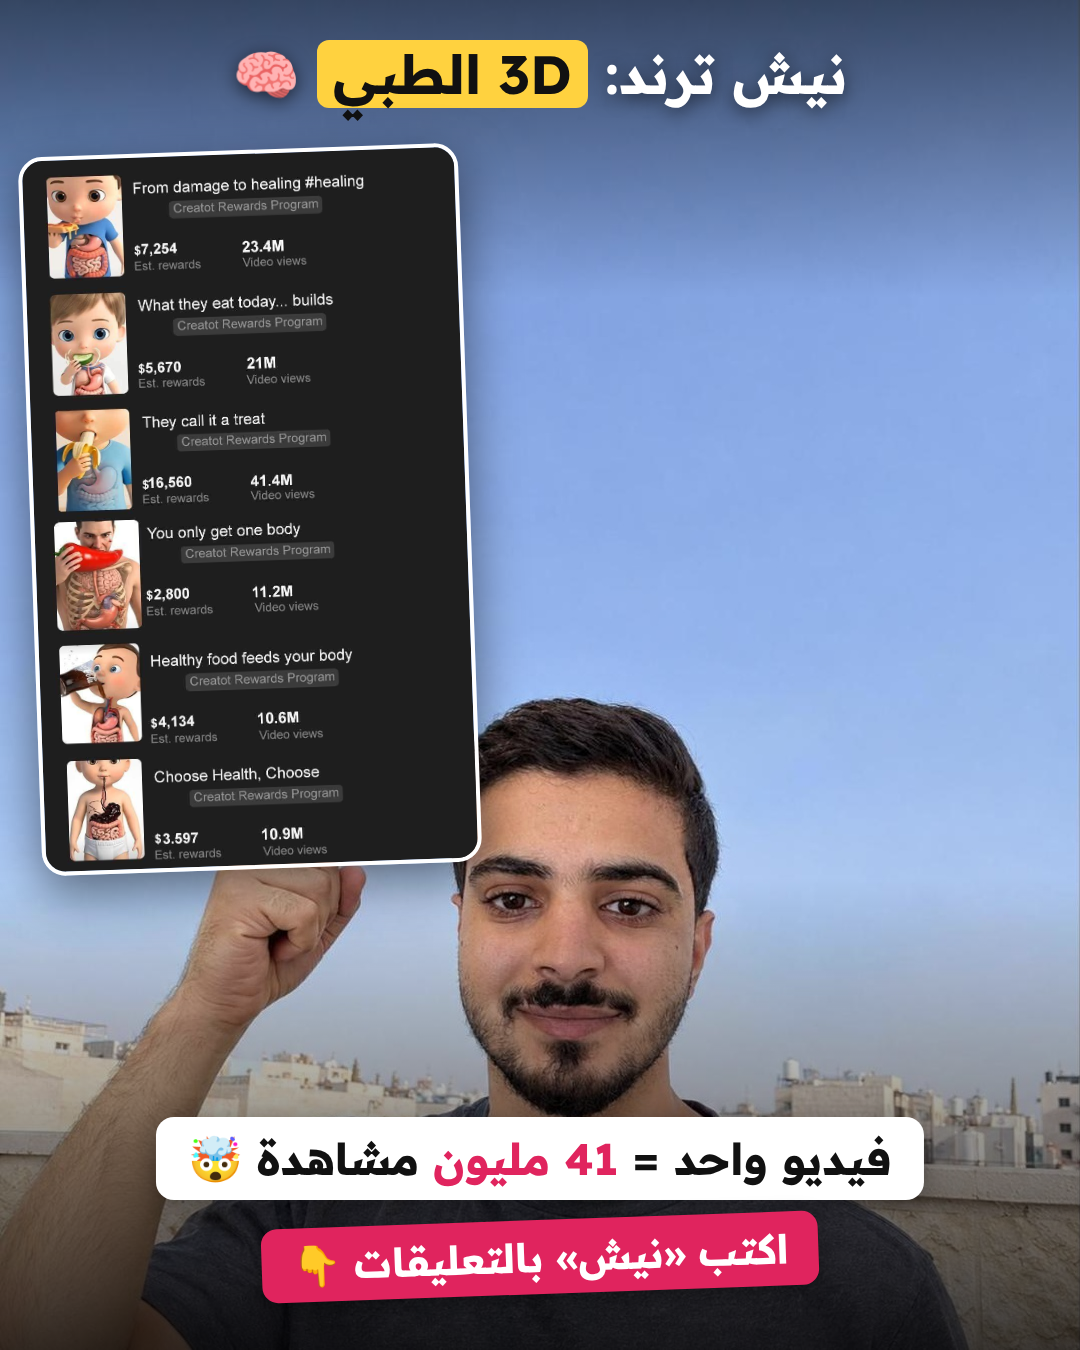 نيش ترند: 3D الطبي 🧠
From damage to healing #healing
Creatot Rewards Program
$7,254 23.4M
Est. rewards Video views
What they eat today... builds
Creatot Rewards Program
$5,670 21M
Est. rewards Video views
They call it a treat
Creatot Rewards Program
$16,560 41.4M
Est. rewards Video views
You only get one body
Creatot Rewards Program
$2,800 11.2M
Est. rewards Video views
Healthy food feeds your body
Creatot Rewards Program
$4,134 10.6M
Est. rewards Video views
Choose Health, Choose
Creatot Rewards Program
$3.597 10.9M
Est. rewards Video views
فيديو واحد = 41 مليون مشاهدة 🤯
اكتب «نيش» بالتعليقات 👇